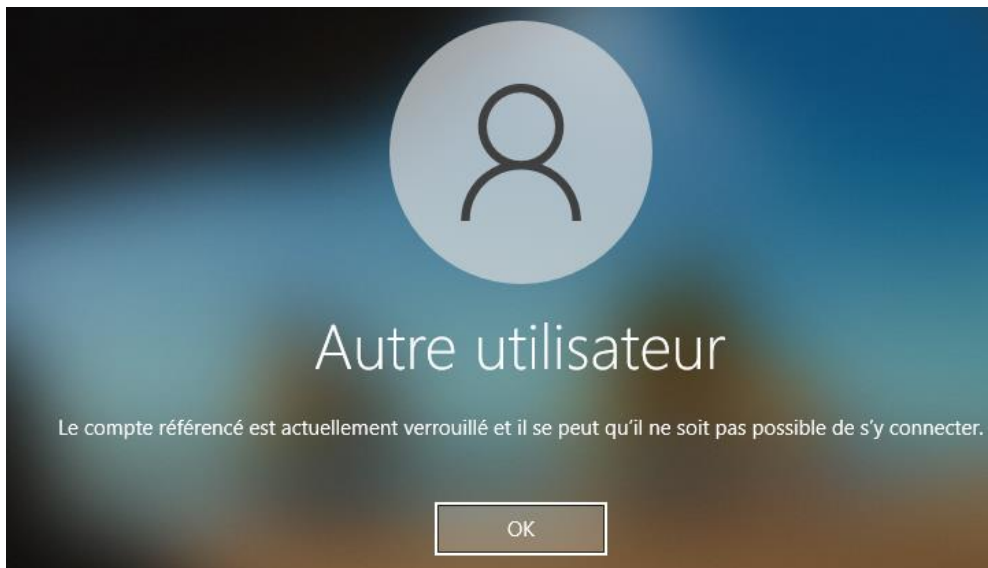 Autre utilisateur
Le compte référencé est actuellement verrouillé et il se peut qu’il ne soit pas possible de s’y connecter.
OK